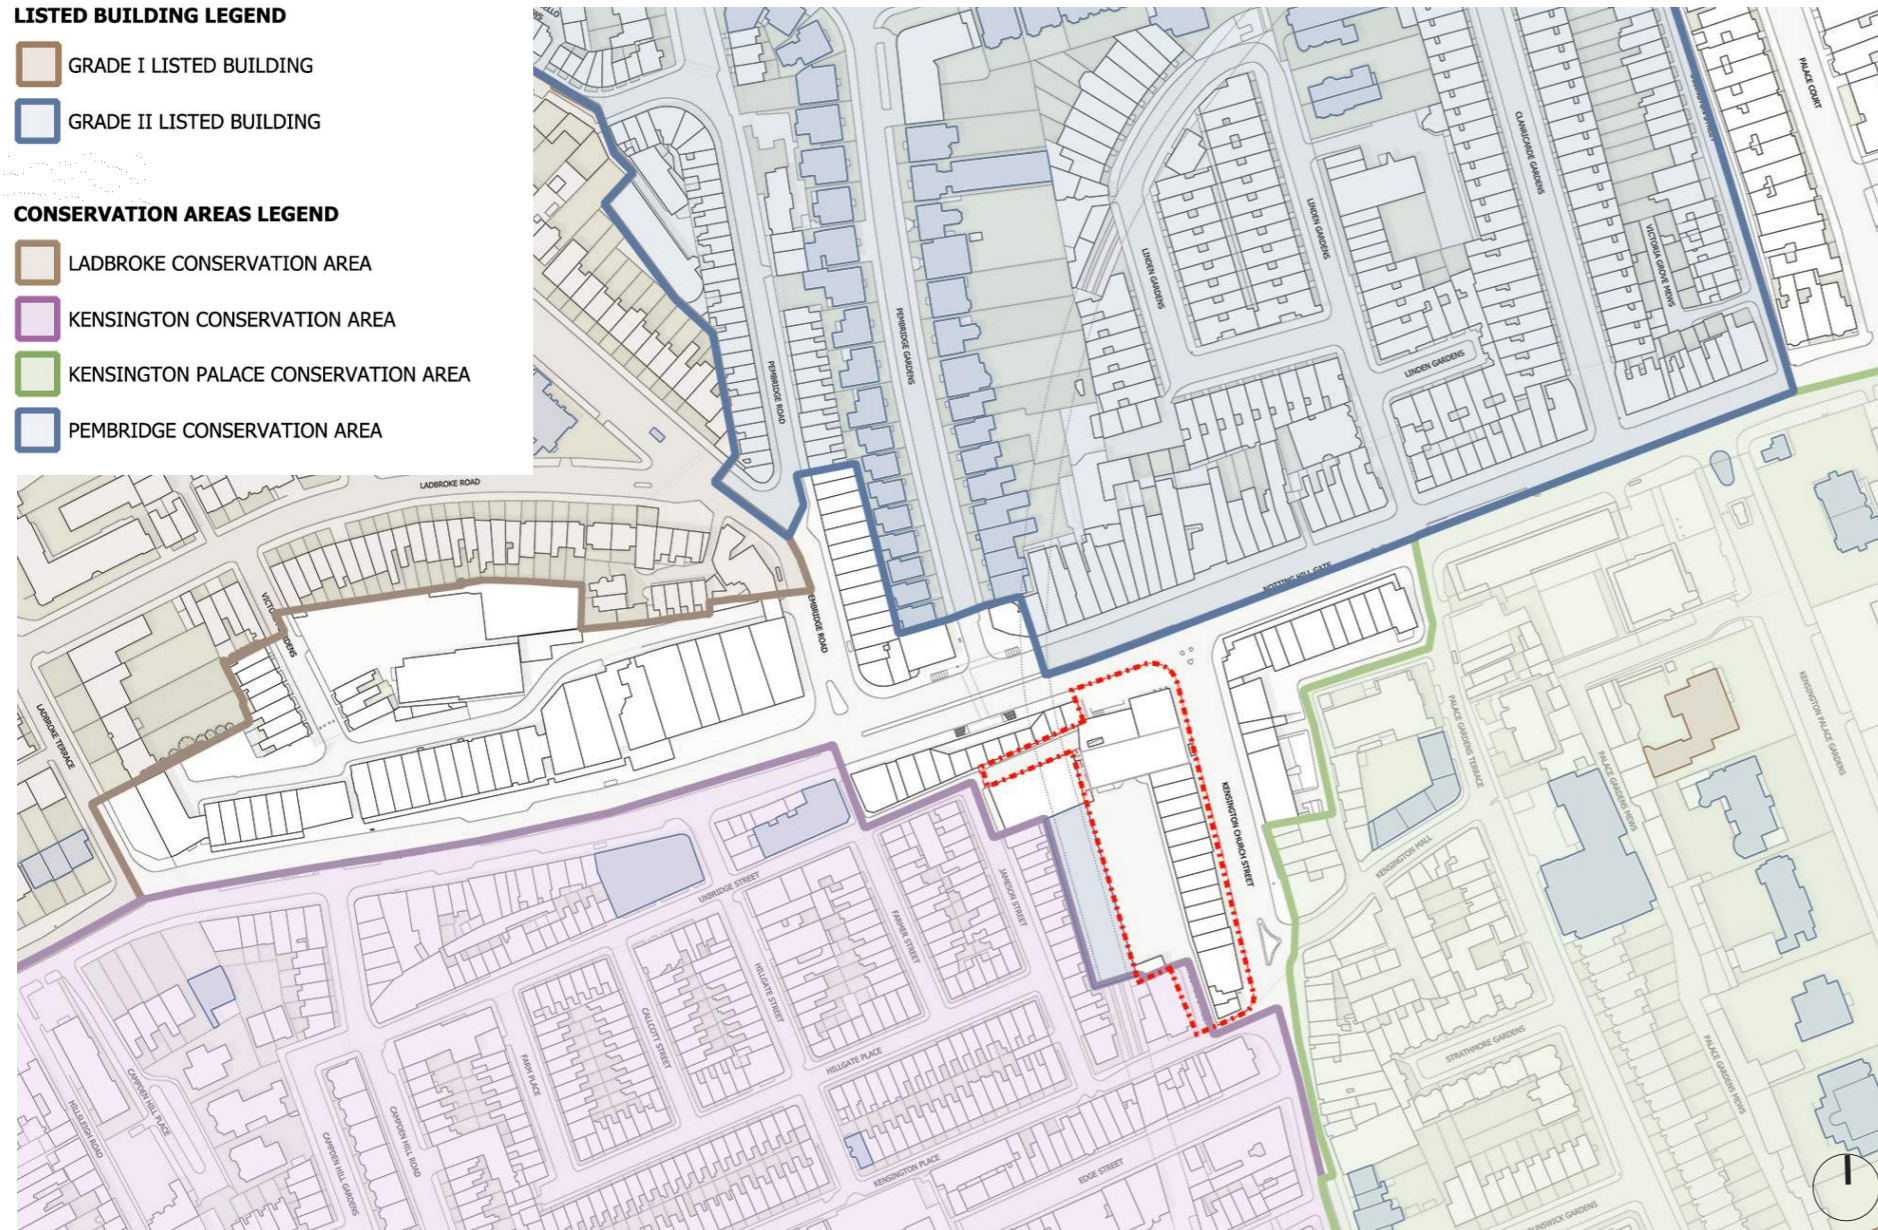 LISTED BUILDING LEGEND
GRADE I LISTED BUILDING
GRADE II LISTED BUILDING
CONSERVATION AREAS LEGEND
LADBROKE CONSERVATION AREA
KENSINGTON CONSERVATION AREA
KENSINGTON PALACE CONSERVATION AREA
PEMBRIDGE CONSERVATION AREA
PALACE COURT
CLANRICARDE GARDENS
LINDEN GARDENS
VICTORIA GROVE MEWS
LINDEN GARDENS
LINDEN GARDENS
PEMBRIDGE GARDENS
PEMBRIDGE ROAD
LADBROKE ROAD
NOTTING HILL GATE
EMBRIDGE ROAD
LADBROKE TERRACE
KENSINGTON PALACE GARDENS
PALACE GARDENS TERRACE
PALACE GARDENS MEWS
KENSINGTON CHURCH STREET
KENSINGTON MALL
UXBRIDGE STREET
JAMESON STREET
FARMER STREET
HILLGATE STREET
CALLCOTT STREET
HILLGATE PLACE
FARM PLACE
STRATHMORE GARDENS
PALACE GARDENS MEWS
CAMPDEN HILL PLACE
HILLSLEIGH ROAD
CAMPDEN HILL ROAD
CAMPDEN HILL GARDENS
KENSINGTON PLACE
EDGE STREET